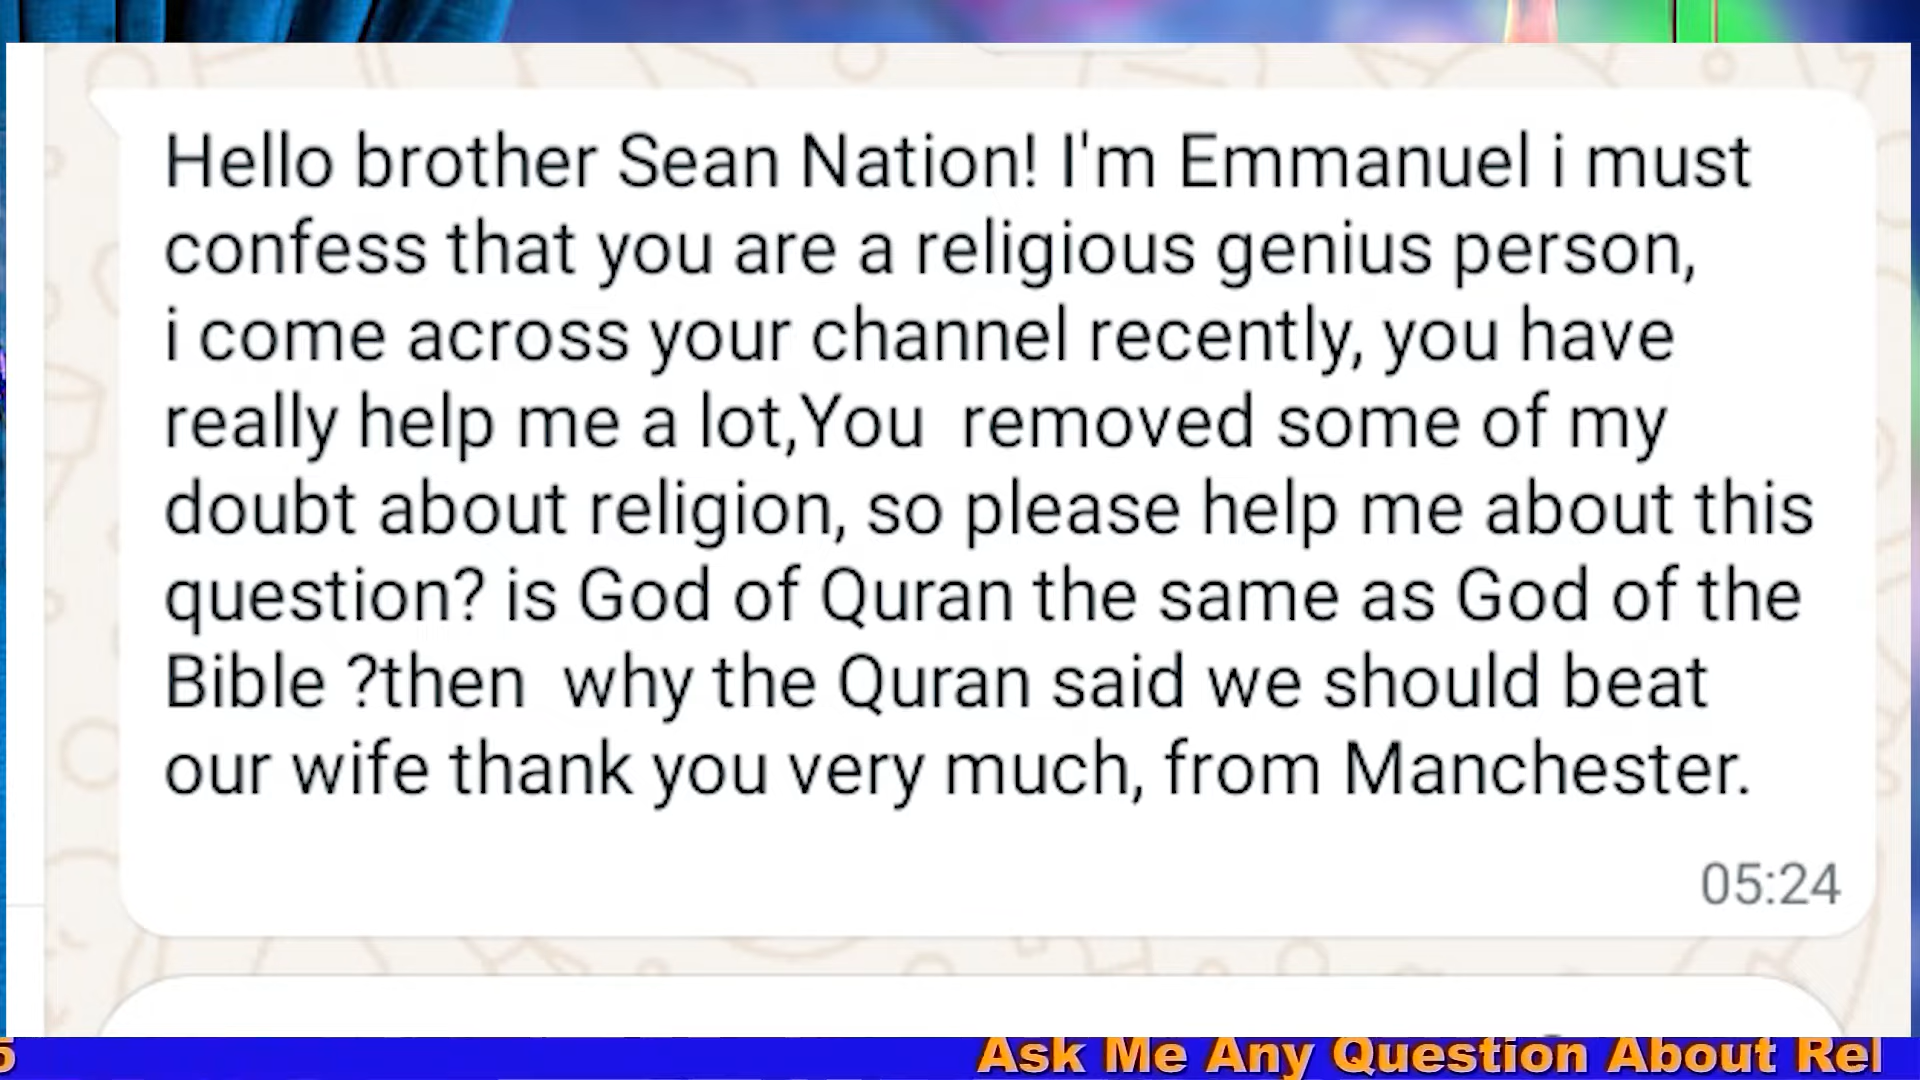 Hello brother Sean Nation! I'm Emmanuel i must
confess that you are a religious genius person,
i come across your channel recently, you have
really help me a lot,You  removed some of my
doubt about religion, so please help me about this
question? is God of Quran the same as God of the
Bible ?then  why the Quran said we should beat
our wife thank you very much, from Manchester.
05:24
5
Ask Me Any Question About Rel